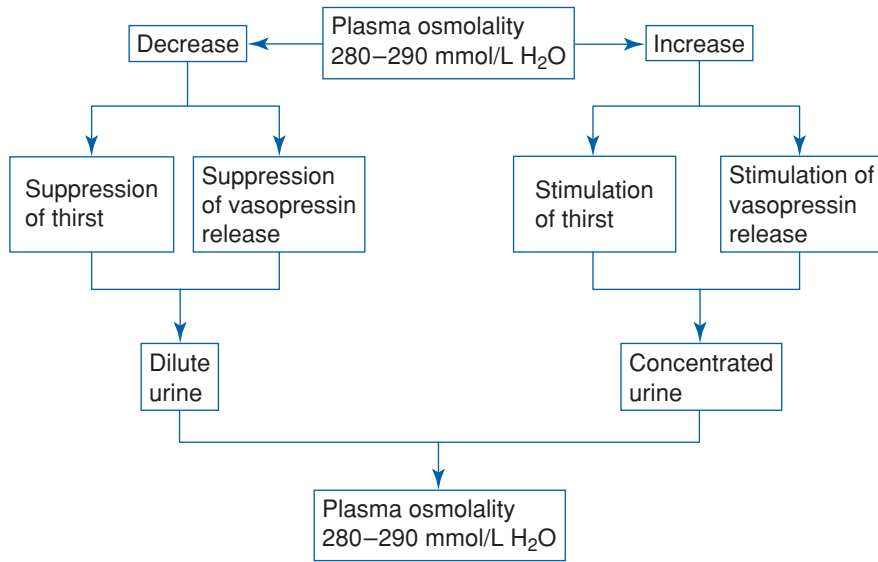 Plasma osmolality
280–290 mmol/L H₂O
Decrease
Increase
Suppression
of thirst
Suppression
of vasopressin
release
Stimulation
of thirst
Stimulation of
vasopressin
release
Dilute
urine
Concentrated
urine
Plasma osmolality
280–290 mmol/L H₂O